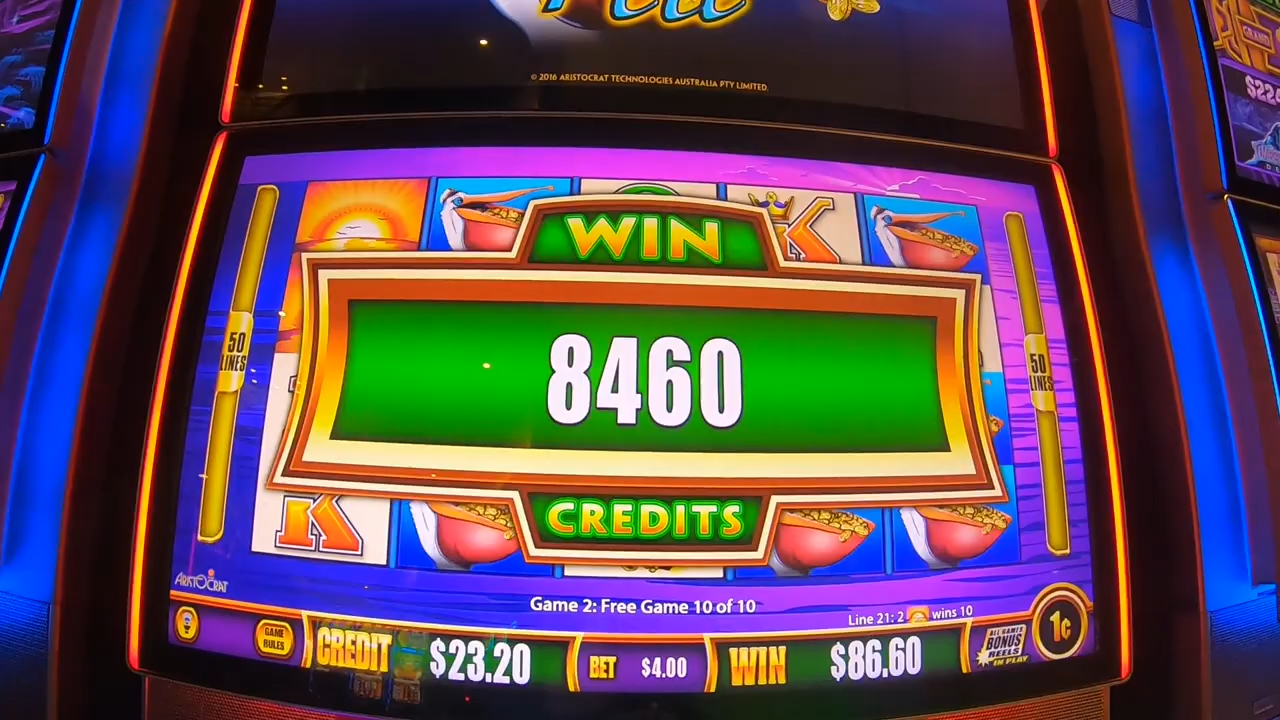 © 2016 ARISTOCRAT TECHNOLOGIES AUSTRALIA PTY LIMITED.
GRAND
WIN
K
50 LINES
8460
50 LINES
K
CREDITS
ARISTOCRAT
Game 2: Free Game 10 of 10
Line 21: 2 wins 10
GAME RULES
CREDIT $23.20
BET $4.00
WIN $86.60
ALL GAMES BONUS REELS IN PLAY
1¢